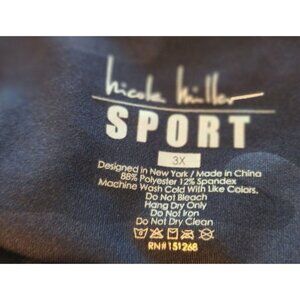 nicole miller
SPORT
3X
Designed in New York / Made in China
88% Polyester 12% Spandex
Machine Wash Cold With Like Colors.
Do Not Bleach
Hang Dry Only
Do Not Iron
Do Not Dry Clean
RN# 151268